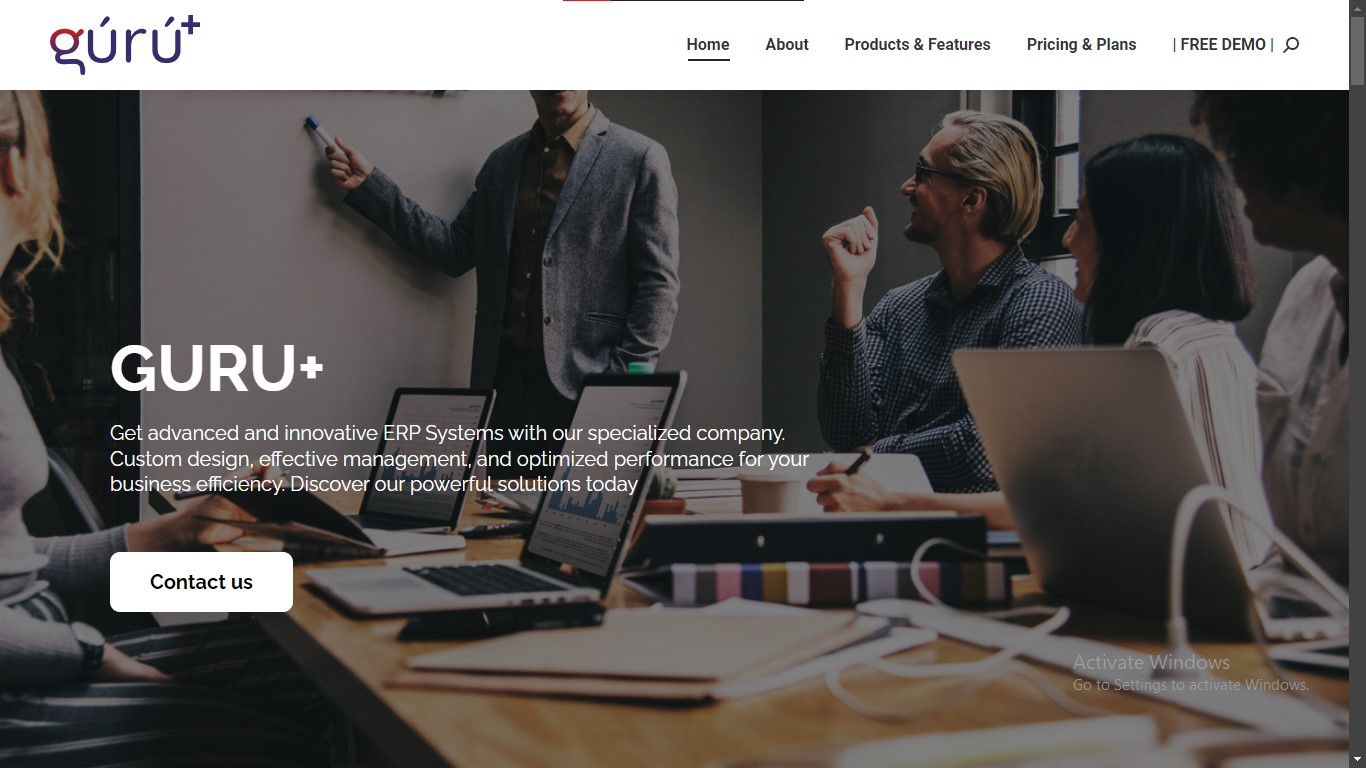 gúrú+
Home About Products & Features Pricing & Plans | FREE DEMO |
GURU+
Get advanced and innovative ERP Systems with our specialized company.
Custom design, effective management, and optimized performance for your
business efficiency. Discover our powerful solutions today
Contact us
Activate Windows
Go to Settings to activate Windows.